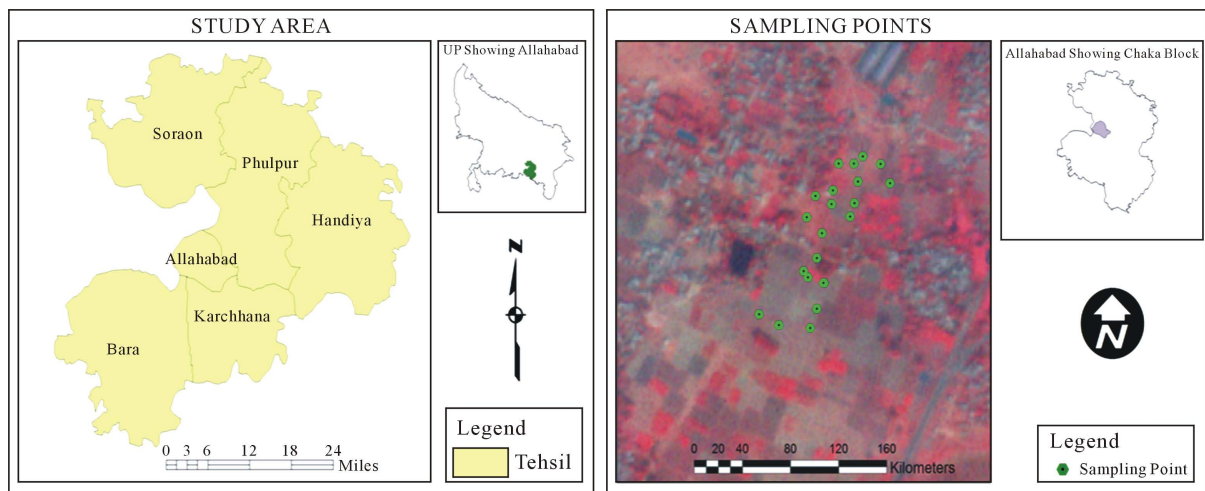 STUDY AREA
Soraon
Phulpur
Handiya
Allahabad
Karchhana
Bara
0 3 6 12 18 24
Miles
UP Showing Allahabad
N
Legend
Tehsil
SAMPLING POINTS
0 20 40 80 120 160
Kilometers
Allahabad Showing Chaka Block
N
Legend
Sampling Point